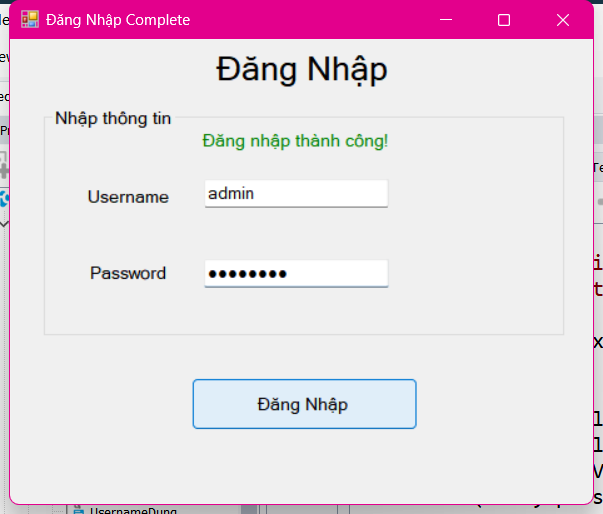 Đăng Nhập Complete
Đăng Nhập
Nhập thông tin
Đăng nhập thành công!
Username
admin
Password
Đăng Nhập
UsernameDung